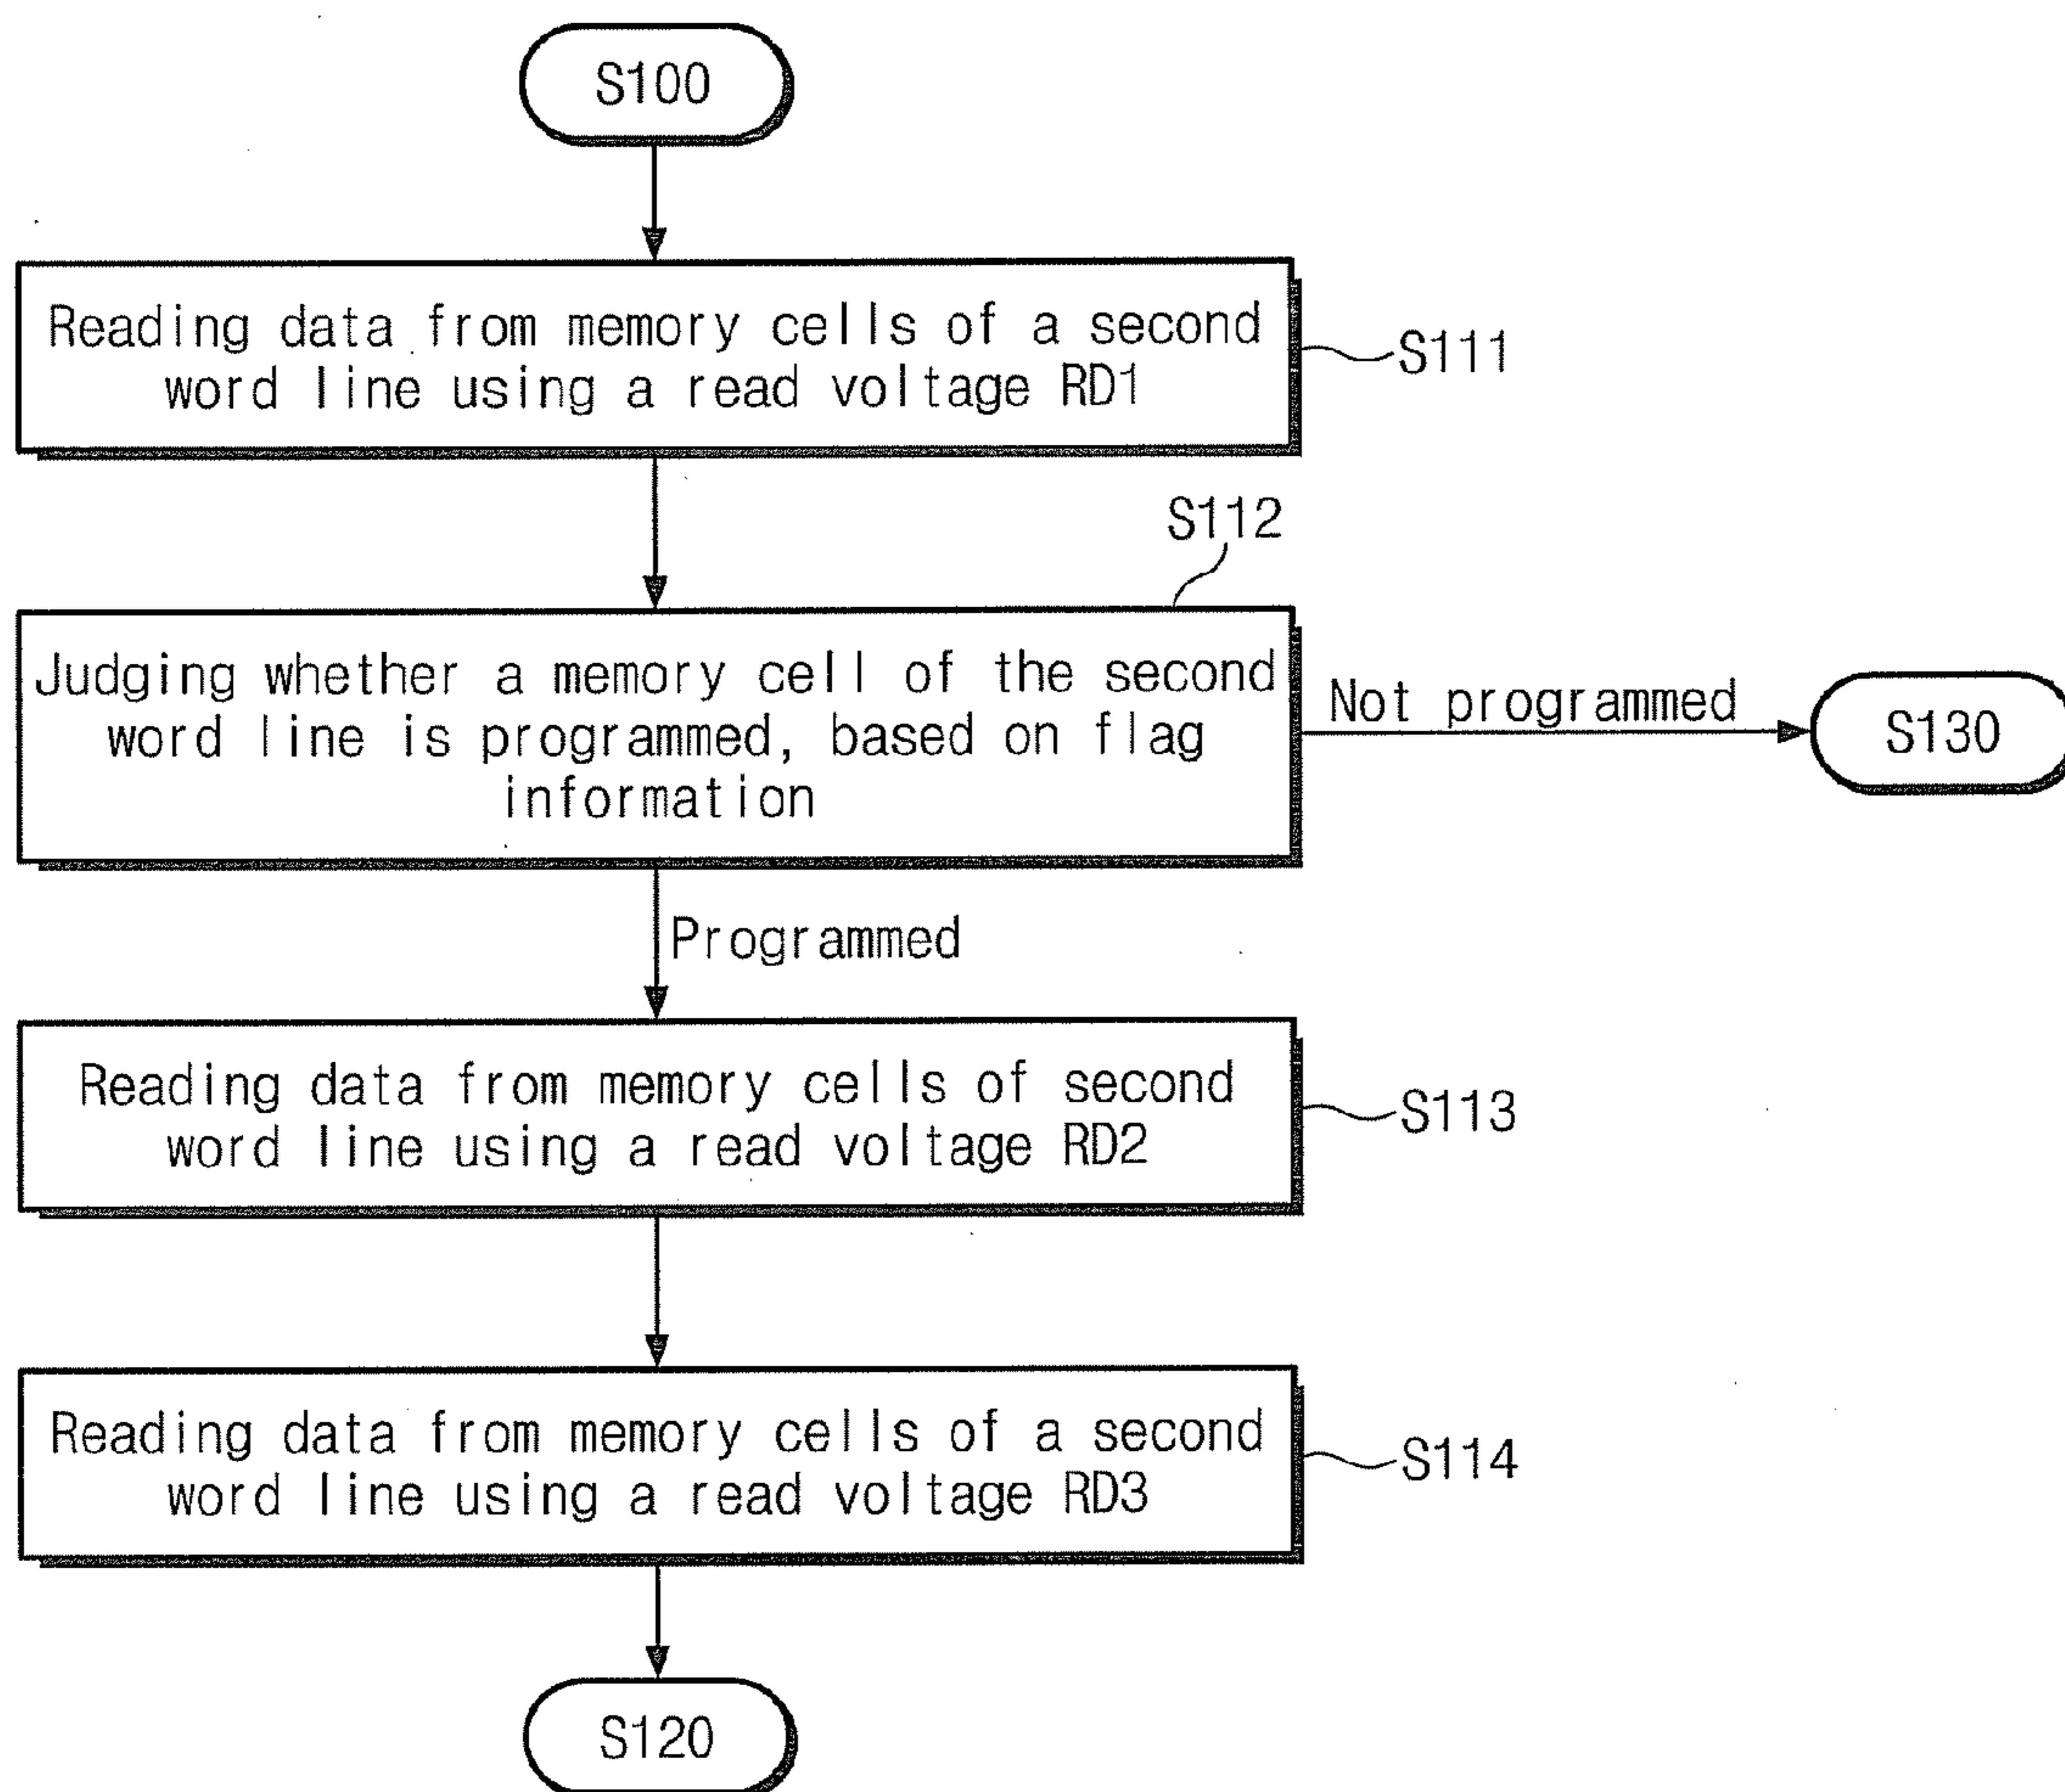 S100
Reading data from memory cells of a second
word line using a read voltage RD1
S111
S112
Judging whether a memory cell of the second
word line is programmed, based on flag
information
Not programmed
S130
Programmed
Reading data from memory cells of second
word line using a read voltage RD2
S113
Reading data from memory cells of a second
word line using a read voltage RD3
S114
S120